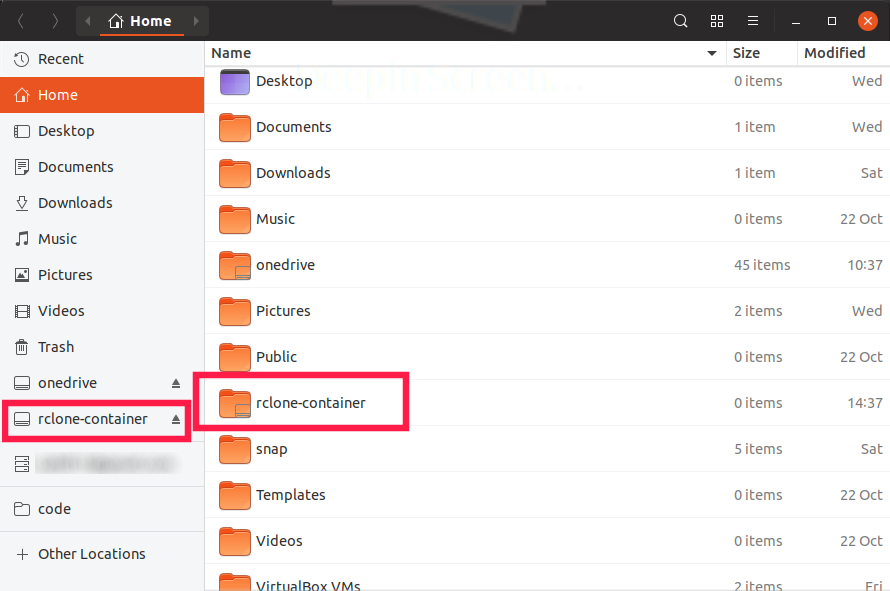 Home
Name Size Modified
Recent
Home
Desktop
Documents
Downloads
Music
Pictures
Videos
Trash
onedrive
rclone-container
code
Other Locations
Desktop 0 items Wed
Documents 1 item Wed
Downloads 1 item Sat
Music 0 items 22 Oct
onedrive 45 items 10:37
Pictures 2 items Wed
Public 0 items 22 Oct
rclone-container 0 items 14:37
snap 5 items Sat
Templates 0 items 22 Oct
Videos 0 items 22 Oct
VirtualBox VMs 2 items Fri